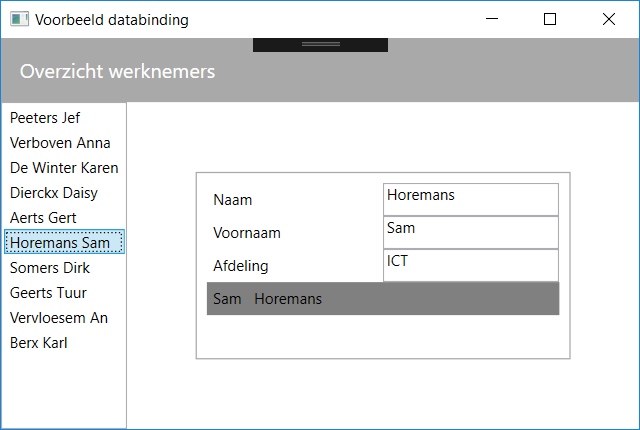 Voorbeeld databinding
Overzicht werknemers
Peeters Jef
Verboven Anna
De Winter Karen
Dierckx Daisy
Aerts Gert
Horemans Sam
Somers Dirk
Geerts Tuur
Vervloesem An
Berx Karl
Naam Horemans
Voornaam Sam
Afdeling ICT
Sam Horemans